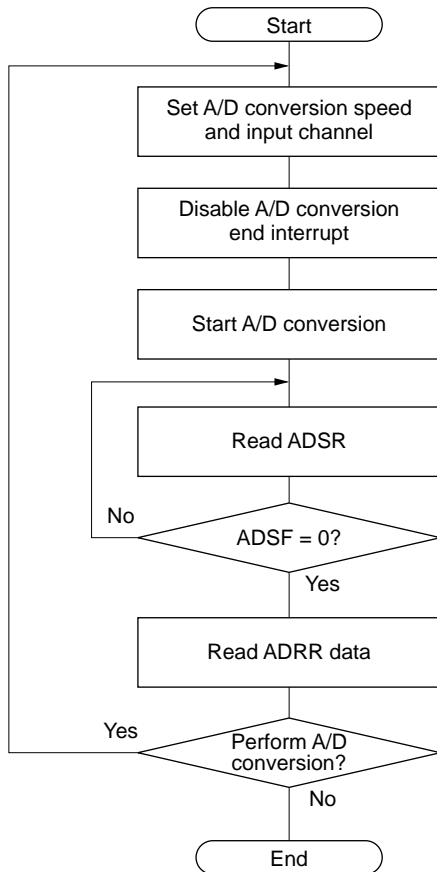 Start
Set A/D conversion speed
and input channel
Disable A/D conversion
end interrupt
Start A/D conversion
Read ADSR
No
ADSF = 0?
Yes
Read ADRR data
Yes
Perform A/D
conversion?
No
End